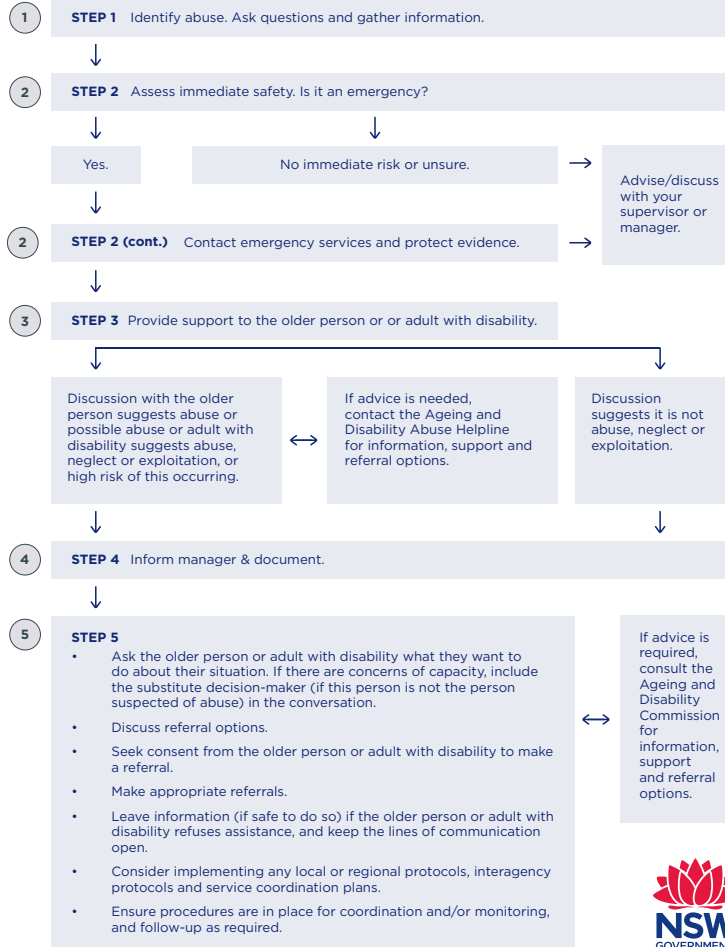 1
STEP 1 Identify abuse. Ask questions and gather information.
2
STEP 2 Assess immediate safety. Is it an emergency?
Yes.
No immediate risk or unsure.
Advise/discuss
with your
supervisor or
manager.
2
STEP 2 (cont.) Contact emergency services and protect evidence.
3
STEP 3 Provide support to the older person or or adult with disability.
Discussion with the older
person suggests abuse or
possible abuse or adult with
disability suggests abuse,
neglect or exploitation, or
high risk of this occurring.
If advice is needed,
contact the Ageing and
Disability Abuse Helpline
for information, support and
referral options.
Discussion
suggests it is not
abuse, neglect or
exploitation.
4
STEP 4 Inform manager & document.
5
STEP 5
• Ask the older person or adult with disability what they want to
do about their situation. If there are concerns of capacity, include
the substitute decision-maker (if this person is not the person
suspected of abuse) in the conversation.
• Discuss referral options.
• Seek consent from the older person or adult with disability to make
a referral.
• Make appropriate referrals.
• Leave information (if safe to do so) if the older person or adult with
disability refuses assistance, and keep the lines of communication
open.
• Consider implementing any local or regional protocols, interagency
protocols and service coordination plans.
• Ensure procedures are in place for coordination and/or monitoring,
and follow-up as required.
If advice is
required,
consult the
Ageing and
Disability
Commission
for
information,
support
and referral
options.
NSW
GOVERNMEN